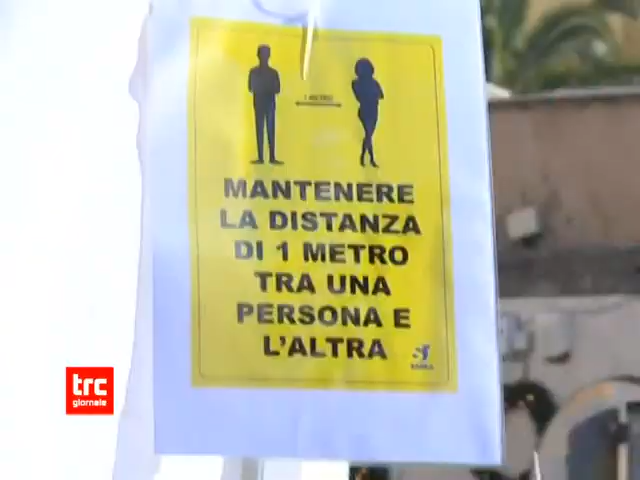 1 METRO
MANTENERE
LA DISTANZA
DI 1 METRO
TRA UNA
PERSONA E
L'ALTRA
trc
giornale